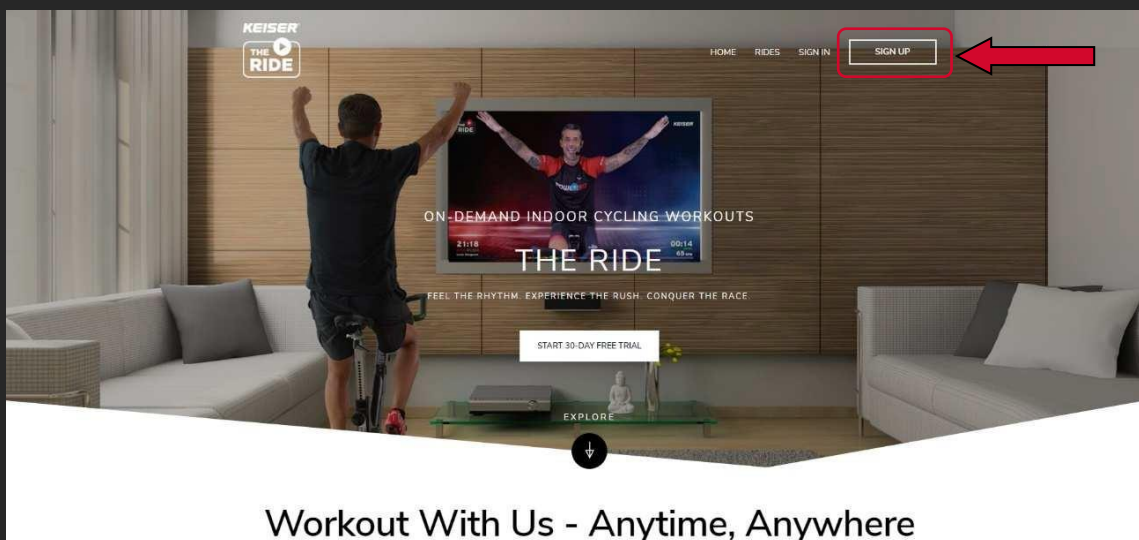 KEISER
THE
RIDE
HOME RIDES SIGN IN SIGN UP
THE
RIDE
KEISER
ON-DEMAND INDOOR CYCLING WORKOUTS
21:18
00:14
THE RIDE
FEEL THE RHYTHM. EXPERIENCE THE RUSH. CONQUER THE RACE
START 30-DAY FREE TRIAL
EXPLORE
Workout With Us - Anytime, Anywhere